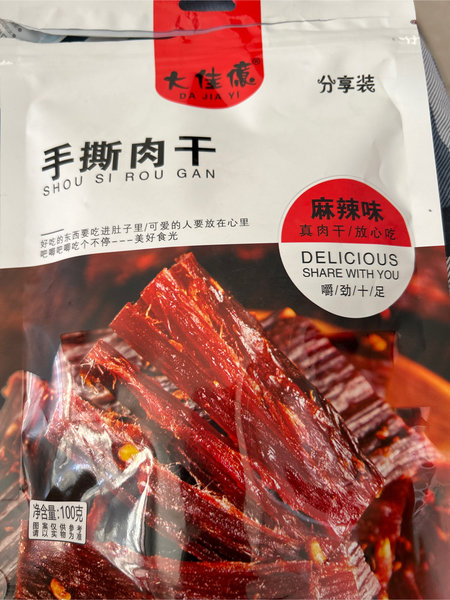 大佳億®
DA JIA YI
分享装
手撕肉干
SHOU SI ROU GAN
麻辣味
真肉干/放心吃
好吃的东西要吃进肚子里/可爱的人要放在心里
吧唧吧唧吃个不停---美好食光
DELICIOUS
SHARE WITH YOU
嚼/劲/十/足
净含量:100克
图案仅供参考
请以实物为准